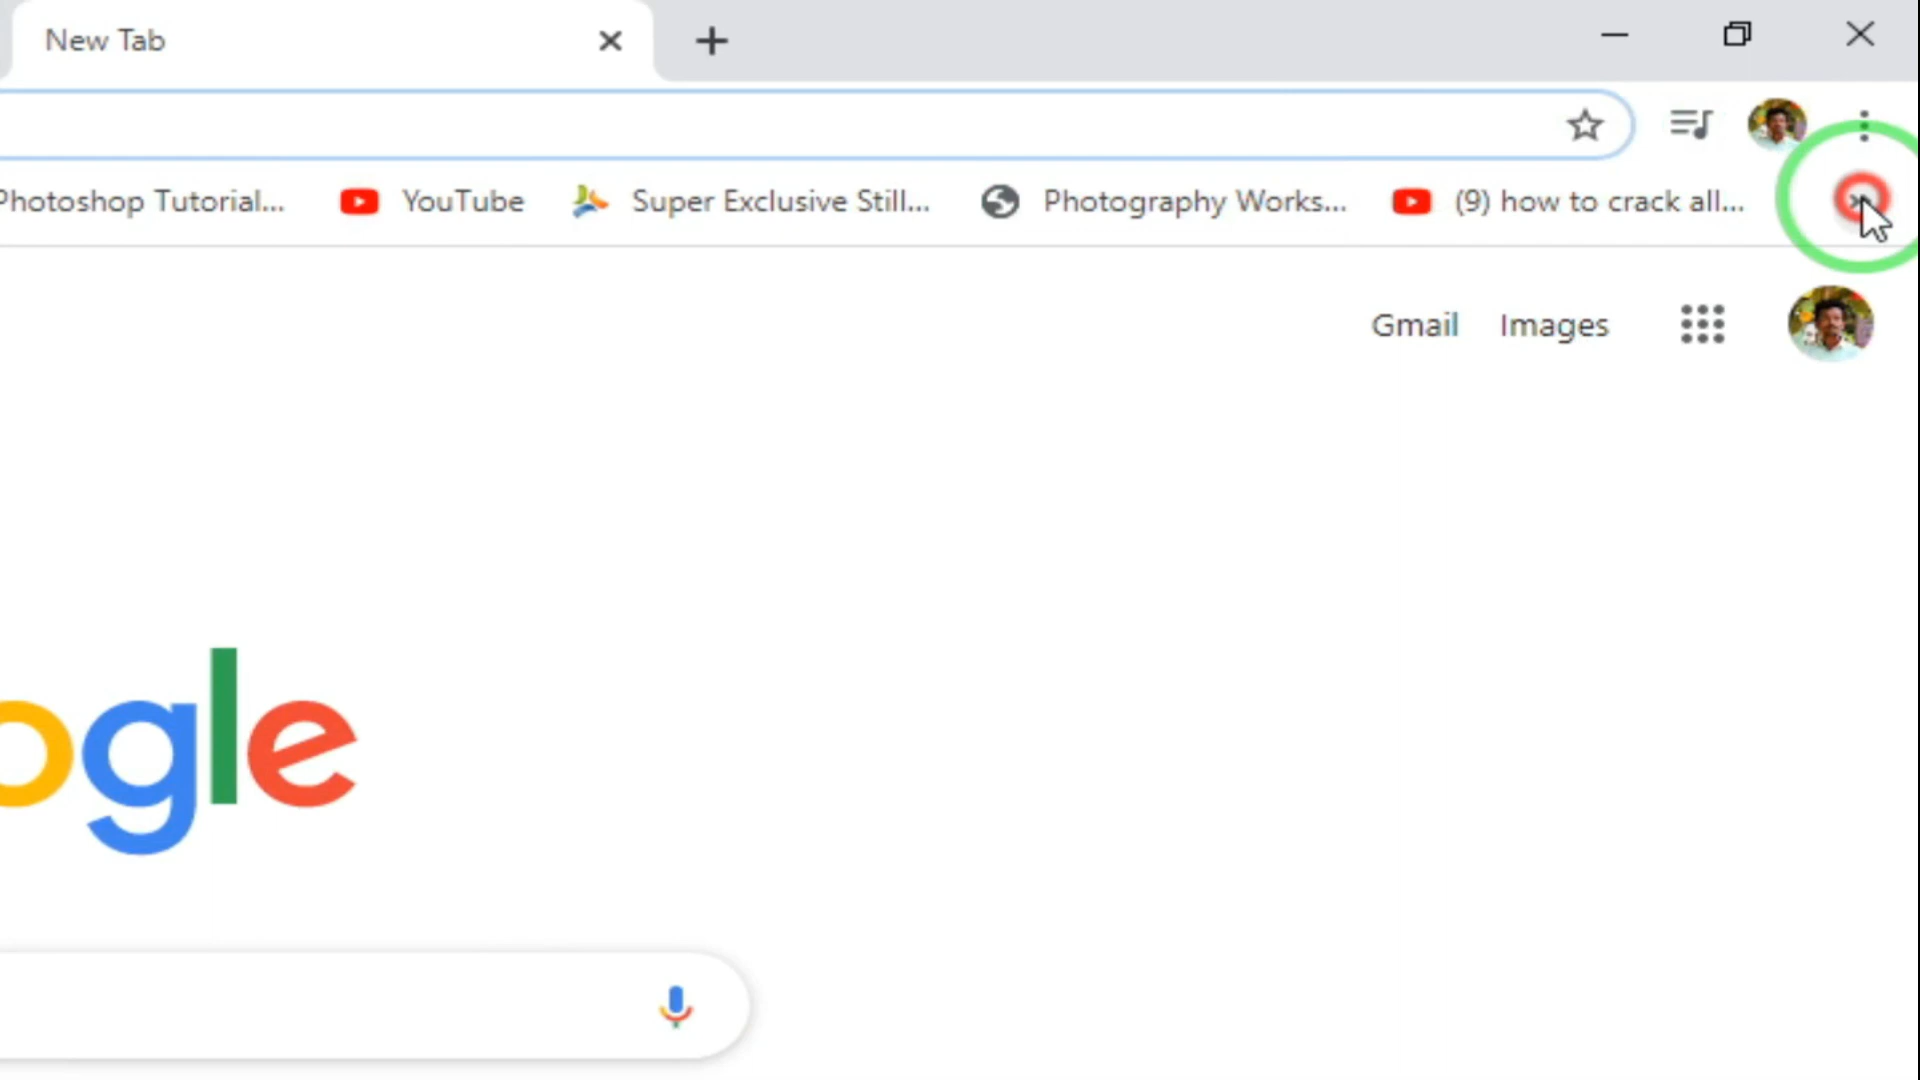 New Tab
Photoshop Tutorial...
YouTube
Super Exclusive Still...
Photography Works...
(9) how to crack all...
»
Gmail
Images
ogle